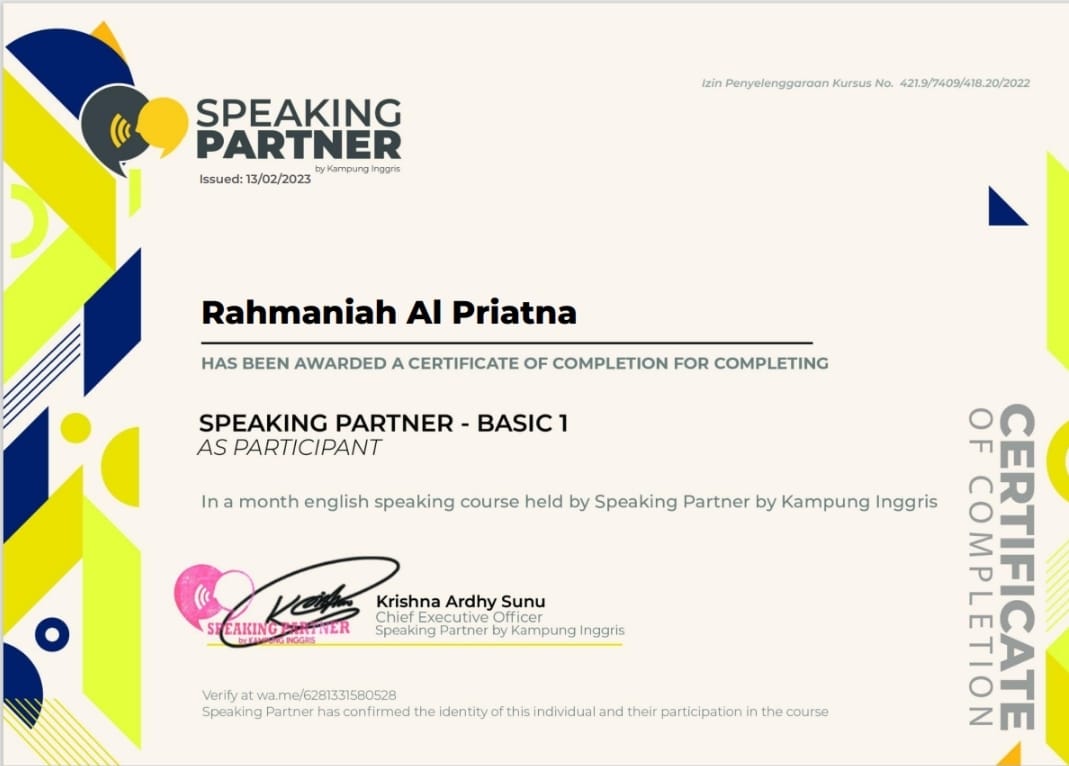 Izin Penyelenggaraan Kursus No. 421.9/7409/418.20/2022
SPEAKING
PARTNER
by Kampung Inggris
Issued: 13/02/2023
Rahmaniah Al Priatna
HAS BEEN AWARDED A CERTIFICATE OF COMPLETION FOR COMPLETING
SPEAKING PARTNER - BASIC 1
AS PARTICIPANT
In a month english speaking course held by Speaking Partner by Kampung Inggris
CERTIFICATE
OF COMPLETION
SPEAKING PARTNER
by KAMPUNG INGGRIS
Krishna Ardhy Sunu
Chief Executive Officer
Speaking Partner by Kampung Inggris
Verify at wa.me/6281331580528
Speaking Partner has confirmed the identity of this individual and their participation in the course